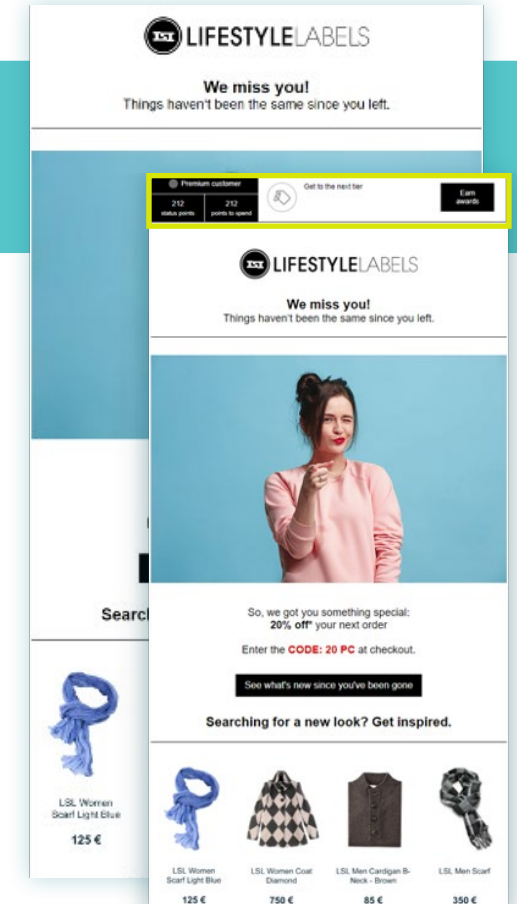 LSL LIFESTYLELABELS
We miss you!
Things haven't been the same since you left.
Searc
LSL Women
Scarf Light Blue
125 €
Premium customer
212
status points
212
points to spend
Get to the next tier
Earn
awards
LSL LIFESTYLELABELS
We miss you!
Things haven't been the same since you left.
So, we got you something special:
20% off* your next order
Enter the CODE: 20 PC at checkout.
See what's new since you've been gone
Searching for a new look? Get inspired.
LSL Women
Scarf Light Blue
125 €
LSL Women Coat
Diamond
750 €
LSL Men Cardigan B-
Neck - Brown
85 €
LSL Men Scarf
350 €